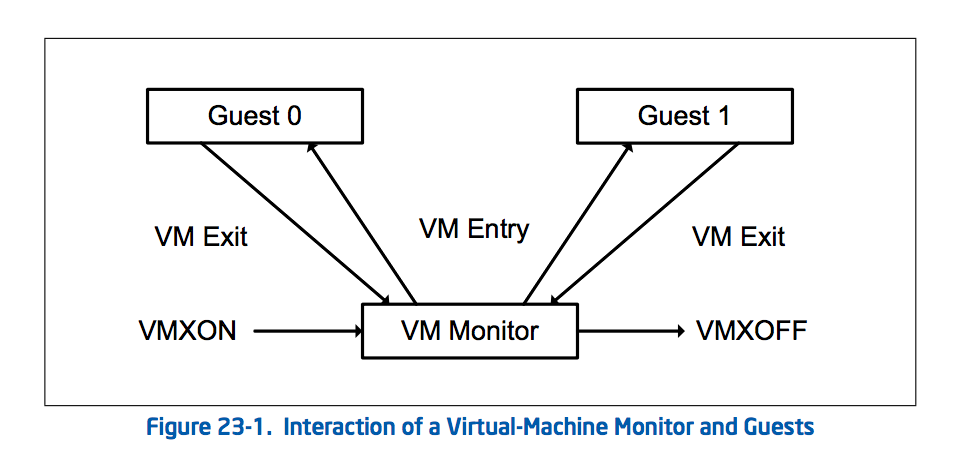 Guest 0
Guest 1
VM Exit
VM Entry
VM Exit
VMXON
VM Monitor
VMXOFF
Figure 23-1. Interaction of a Virtual-Machine Monitor and Guests